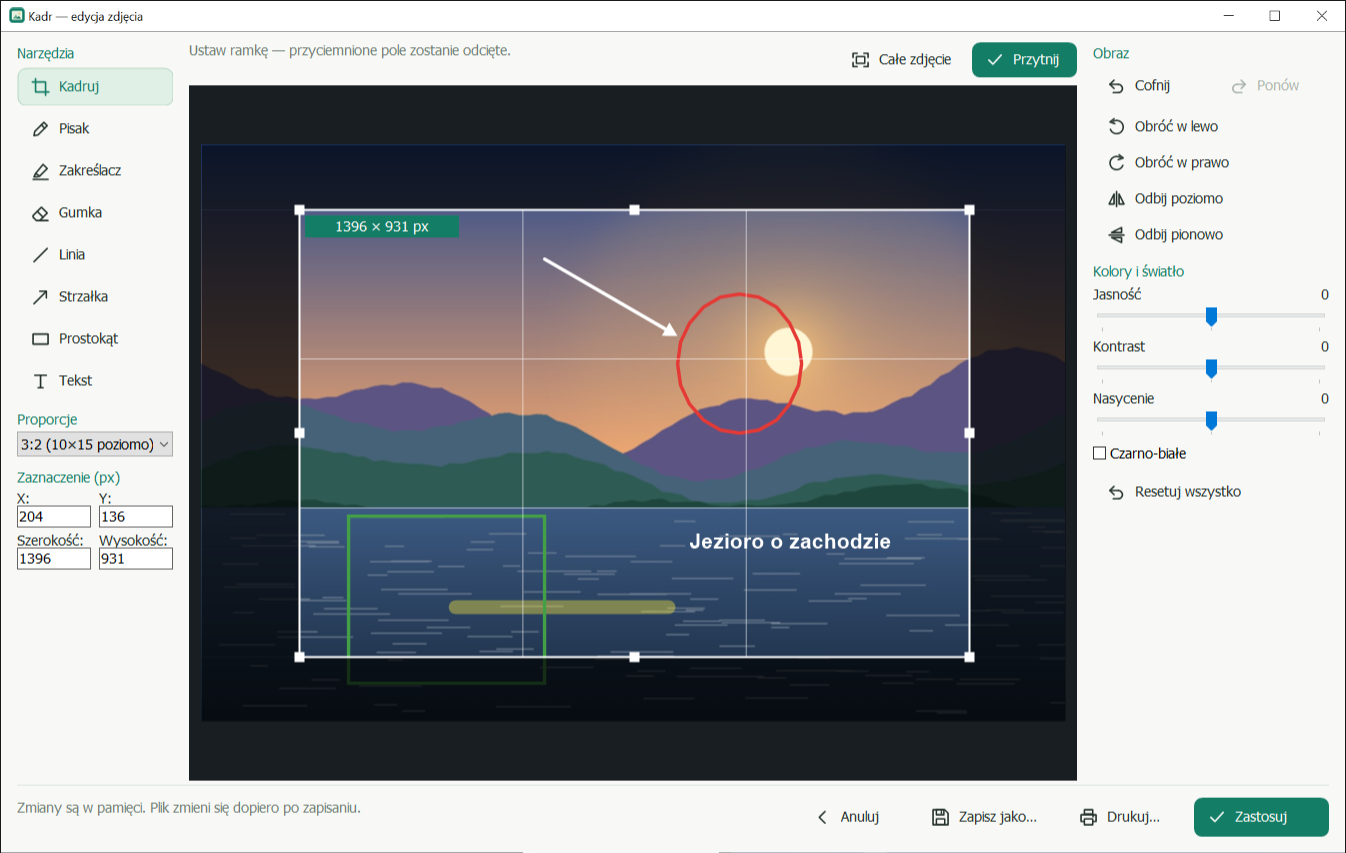 Kadr — edycja zdjęcia
Narzędzia
Kadruj
Pisak
Zakreślacz
Gumka
Linia
Strzałka
Prostokąt
Tekst
Proporcje
3:2 (10×15 poziomo)
Zaznaczenie (px)
X: Y:
204 136
Szerokość: Wysokość:
1396 931
Ustaw ramkę — przyciemnione pole zostanie odcięte.
Całe zdjęcie
Przytnij
1396 × 931 px
Jezioro o zachodzie
Obraz
Cofnij Ponów
Obróć w lewo
Obróć w prawo
Odbij poziomo
Odbij pionowo
Kolory i światło
Jasność 0
Kontrast 0
Nasycenie 0
Czarno-białe
Resetuj wszystko
Zmiany są w pamięci. Plik zmieni się dopiero po zapisaniu.
Anuluj
Zapisz jako...
Drukuj...
Zastosuj